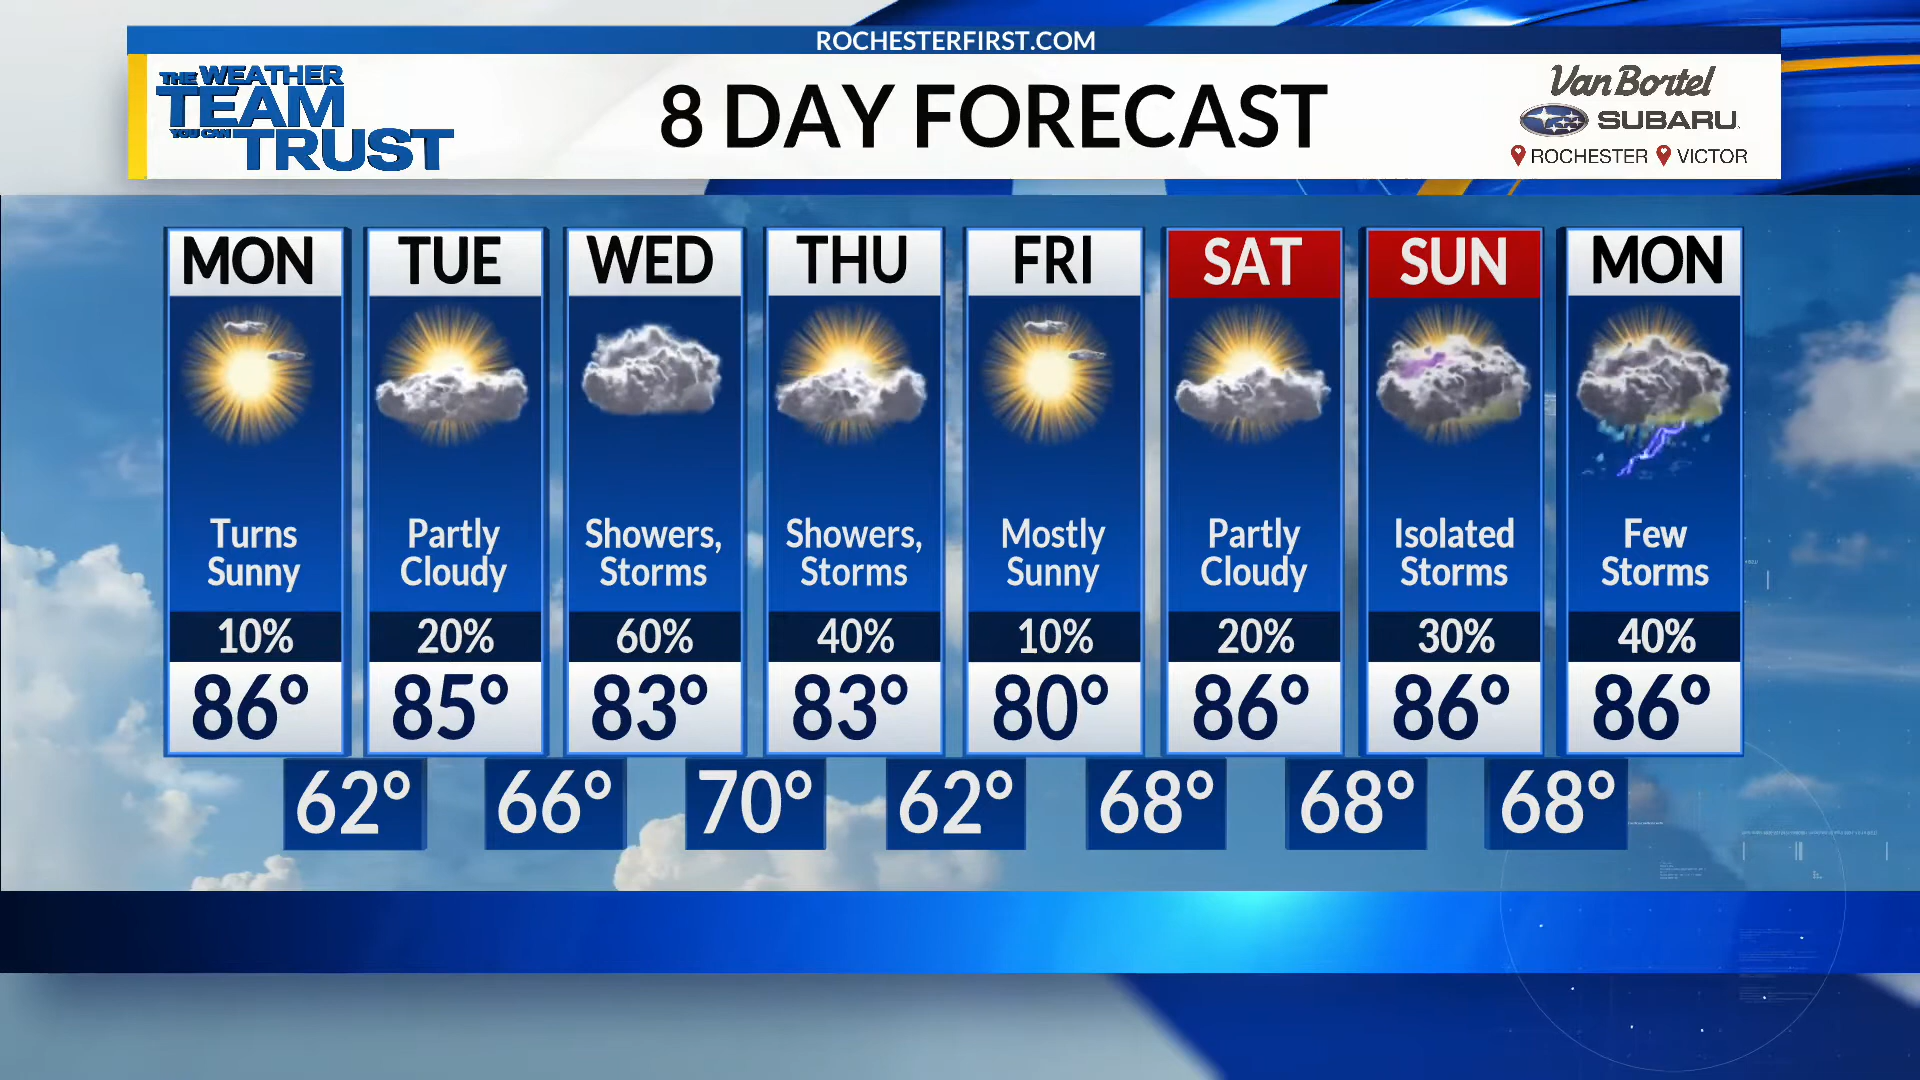 ROCHESTERFIRST.COM
THE WEATHER
TEAM
YOU CAN TRUST
8 DAY FORECAST
Van Bortel
SUBARU
ROCHESTER VICTOR
MON TUE WED THU FRI SAT SUN MON
Turns Partly Showers, Showers, Mostly Partly Isolated Few
Sunny Cloudy Storms Storms Sunny Cloudy Storms Storms
10% 20% 60% 40% 10% 20% 30% 40%
86° 85° 83° 83° 80° 86° 86° 86°
62° 66° 70° 62° 68° 68° 68°